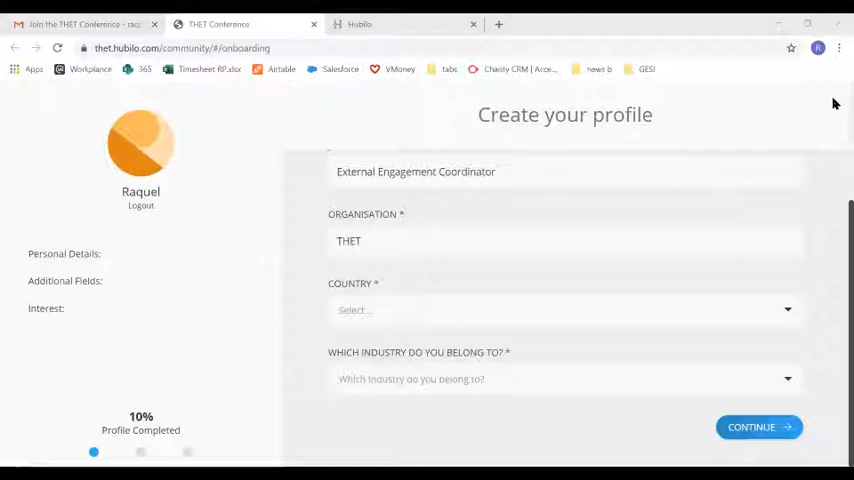 Join the THET Conference - raq
THET Conference
Hubilo
thet.hubilo.com/community/#/onboarding
R
Apps
Workplance
365
Timesheet RP.xlsx
Airtable
Salesforce
VMoney
tabs
Charity CRM | Acce...
news b
GESI
Create your profile
Raquel
Logout
Personal Details:
Additional Fields:
Interest:
10%
Profile Completed
External Engagement Coordinator
ORGANISATION *
THET
COUNTRY *
Select ...
WHICH INDUSTRY DO YOU BELONG TO? *
Which Industry do you belong to?
CONTINUE